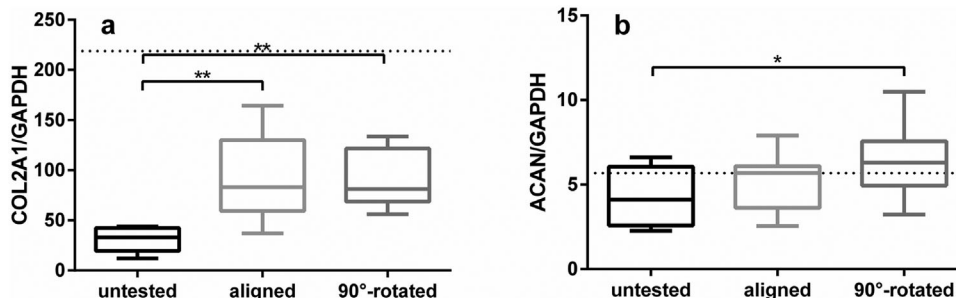 a
COL2A1/GAPDH
250
200
150
100
50
0
**
**
untested
aligned
90°-rotated
b
ACAN/GAPDH
15
10
5
0
*
untested
aligned
90°-rotated